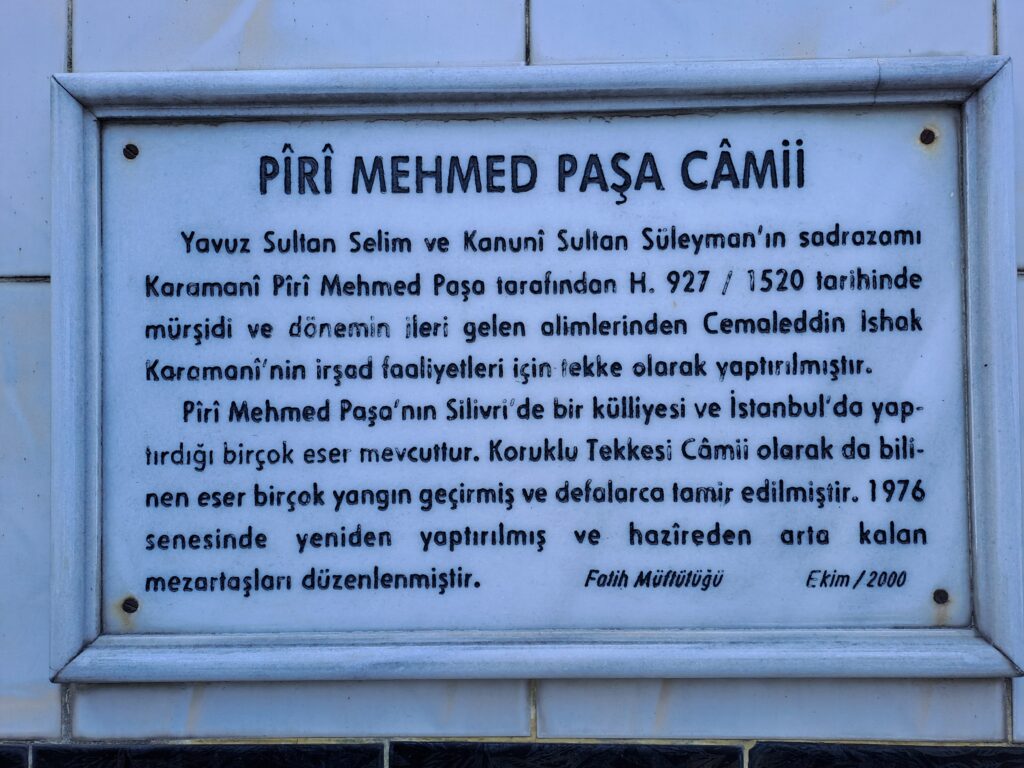 PÎRÎ MEHMED PAŞA CÂMİİ
Yavuz Sultan Selim ve Kanunî Sultan Süleyman'ın sadrazamı
Karamanî Pîrî Mehmed Paşa tarafından H. 927 / 1520 tarihinde
mürşidi ve dönemin ileri gelen alimlerinden Cemaleddin İshak
Karamanî'nin irşad faaliyetleri için tekke olarak yaptırılmıştır.
Pîrî Mehmed Paşa'nın Silivri'de bir külliyesi ve İstanbul'da yap-
tırdığı birçok eser mevcuttur. Koruklu Tekkesi Câmii olarak da bili-
nen eser birçok yangın geçirmiş ve defalarca tamir edilmiştir. 1976
senesinde yeniden yaptırılmış ve hazîreden arta kalan
mezartaşları düzenlenmiştir. Fatih Müftülüğü Ekim/2000